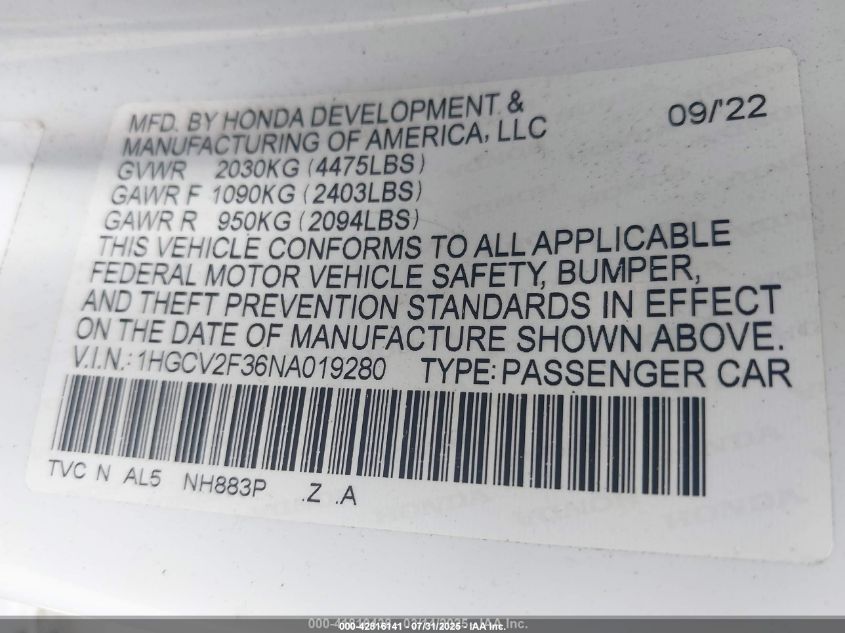 MFD. BY HONDA DEVELOPMENT & 09/'22
MANUFACTURING OF AMERICA, LLC
GVWR 2030KG (4475LBS)
GAWR F 1090KG (2403LBS)
GAWR R 950KG (2094LBS)
THIS VEHICLE CONFORMS TO ALL APPLICABLE
FEDERAL MOTOR VEHICLE SAFETY, BUMPER,
AND THEFT PREVENTION STANDARDS IN EFFECT
ON THE DATE OF MANUFACTURE SHOWN ABOVE.
V.I.N.: 1HGCV2F36NA019280 TYPE: PASSENGER CAR
TVC N AL5 NH883P .Z .A
42816141 - 07/31/2025 - IAA Inc.